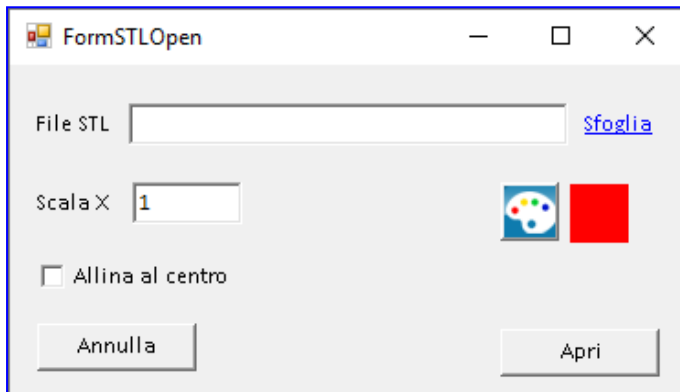 FormSTLOpen
File STL Sfoglia
Scala X 1
Allina al centro
Annulla Apri